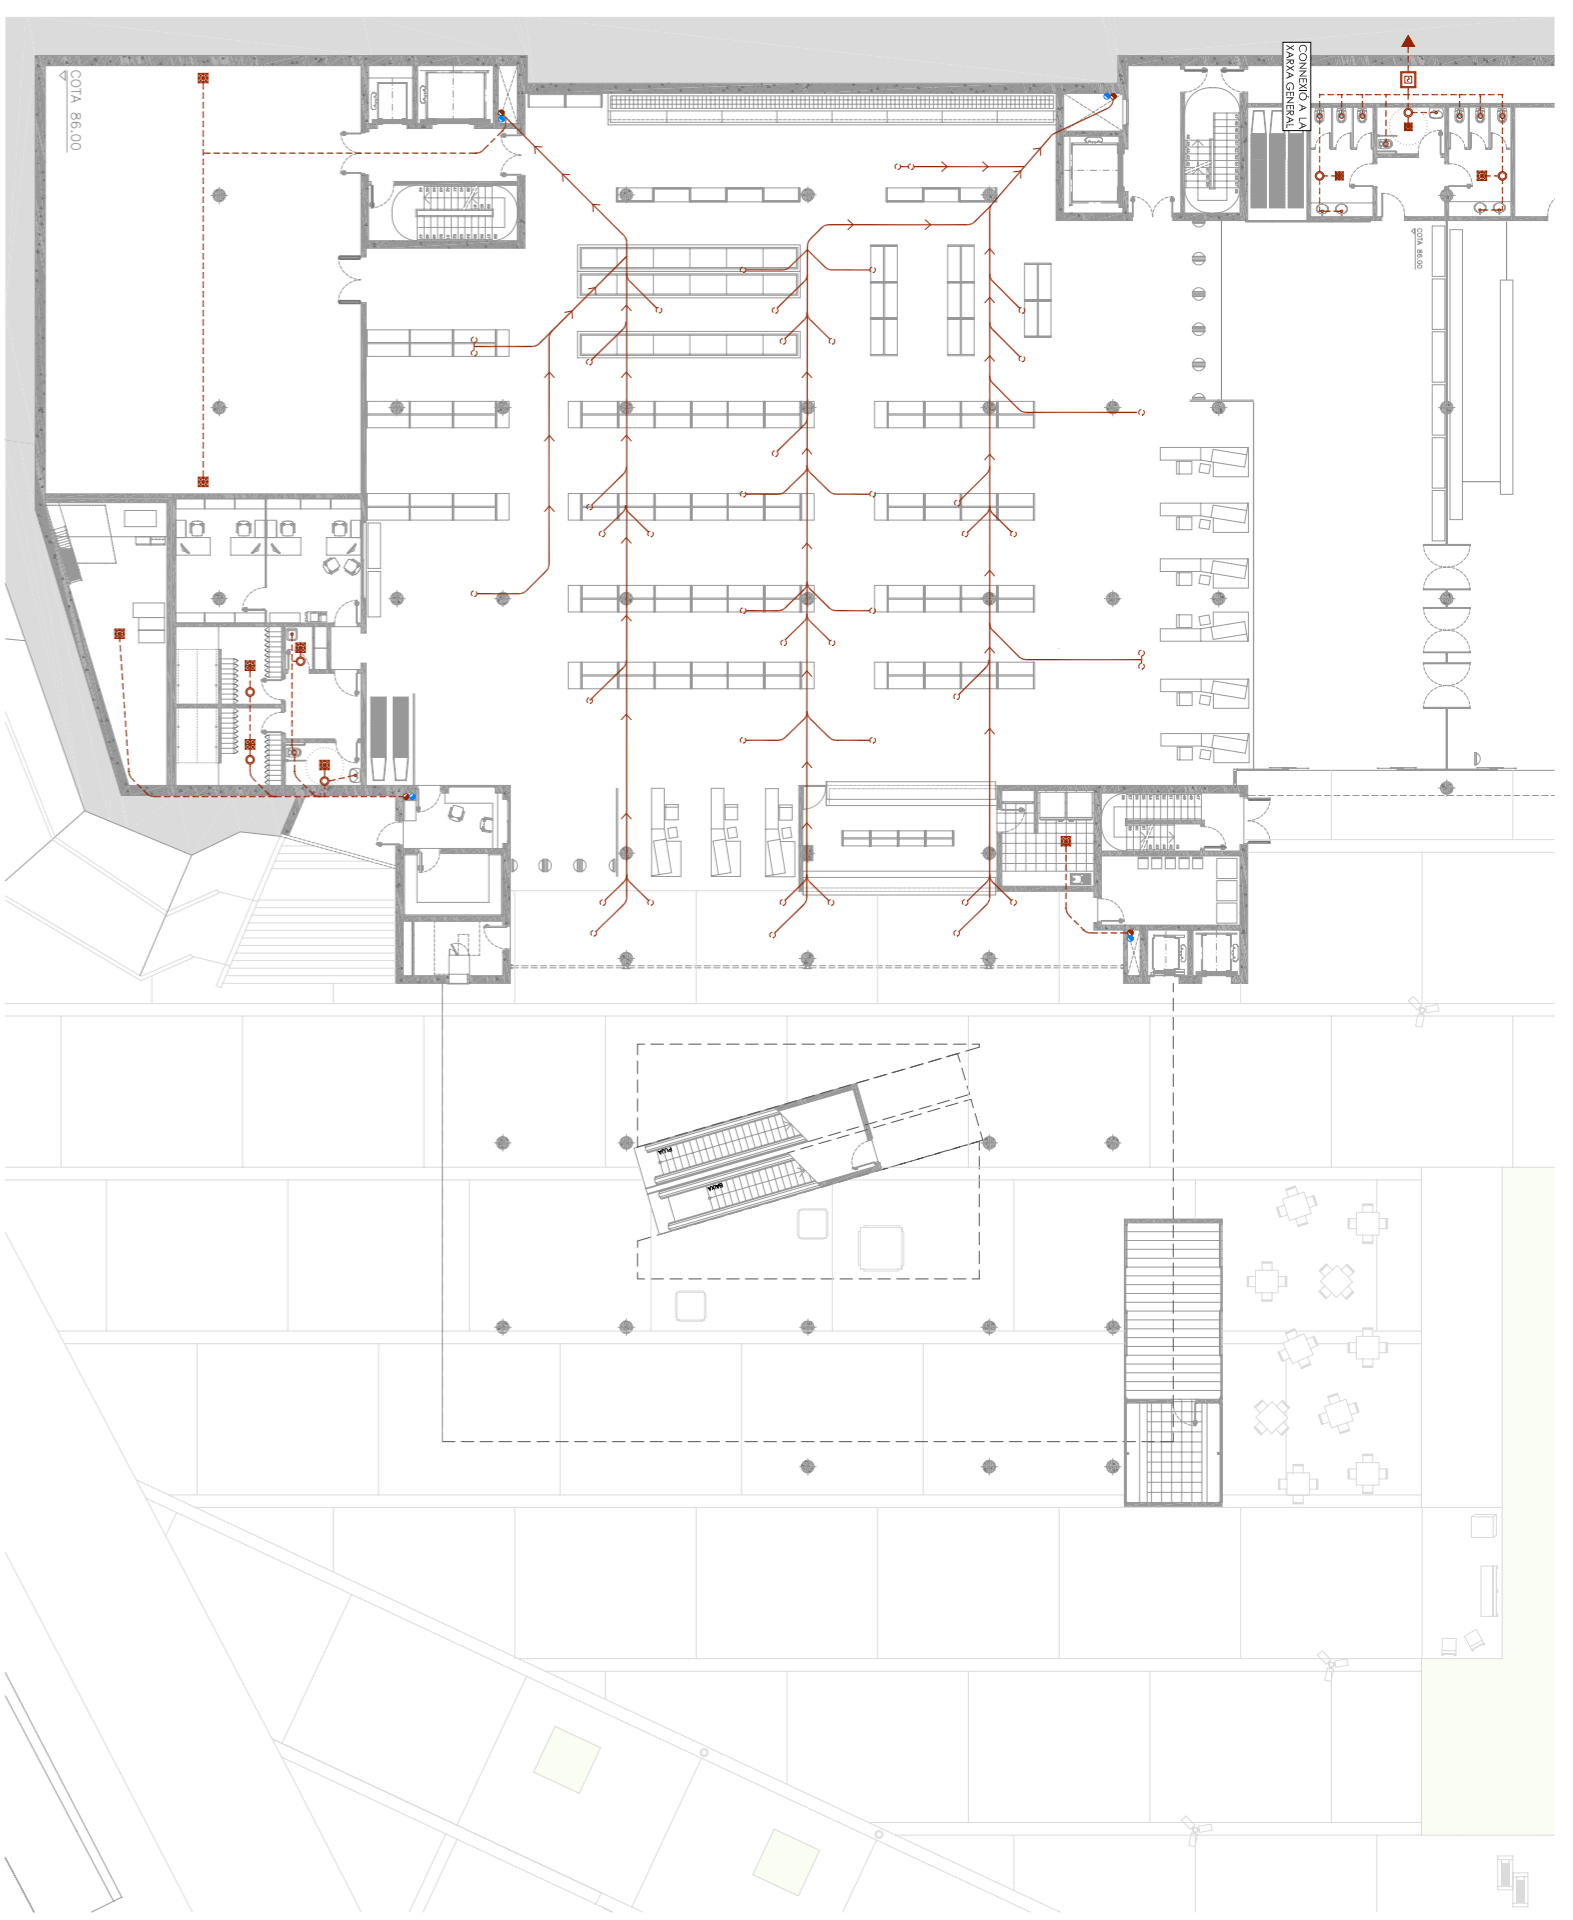 COTA 86.00
CONNEXIÓ A LA
XARXA GENERAL
COTA 86.00
PUJA
BAIXA